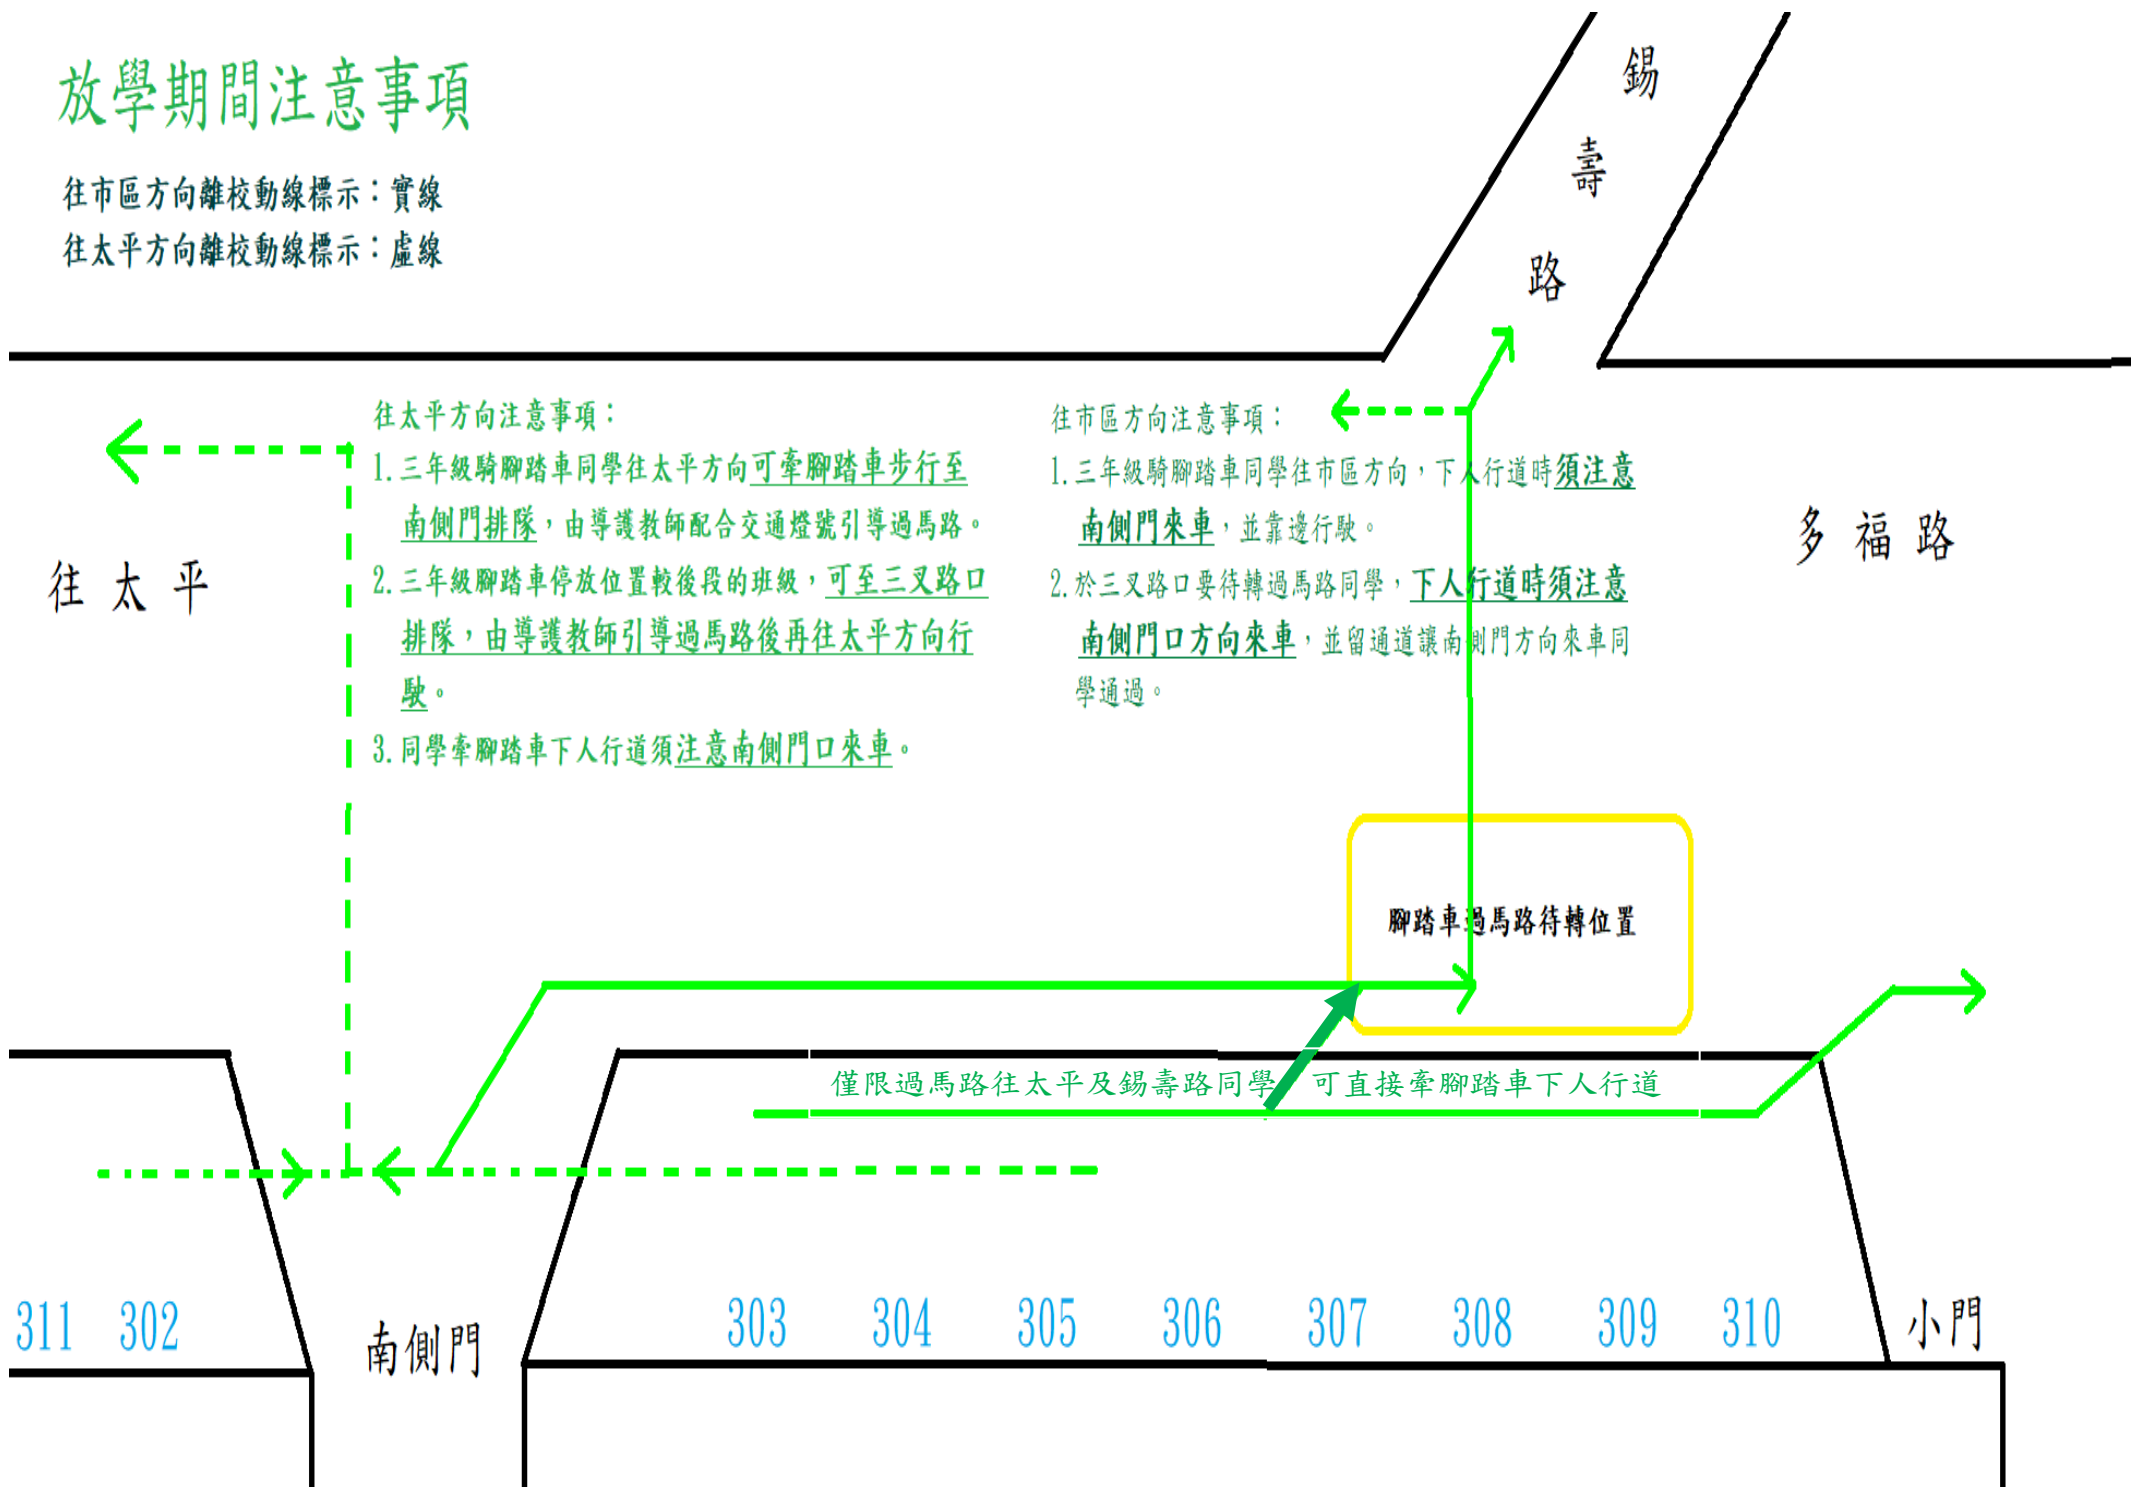 放學期間注意事項
往市區方向離校動線標示：實線
往太平方向離校動線標示：虛線
錫
壽
路
往太平方向注意事項：
1.三年級騎腳踏車同學往太平方向可牽腳踏車步行至
南側門排隊，由導護教師配合交通燈號引導過馬路。
2.三年級腳踏車停放位置較後段的班級，可至三叉路口
排隊，由導護教師引導過馬路後再往太平方向行
駛。
3.同學牽腳踏車下人行道須注意南側門口來車。
往市區方向注意事項：
1.三年級騎腳踏車同學往市區方向，下人行道時須注意
南側門來車，並靠邊行駛。
2.於三叉路口要待轉過馬路同學，下人行道時須注意
南側門口方向來車，並留通道讓南側門方向來車同
學通過。
往太平
多福路
腳踏車過馬路待轉位置
僅限過馬路往太平及錫壽路同學 可直接牽腳踏車下人行道
311 302
南側門
303 304 305 306 307 308 309 310
小門